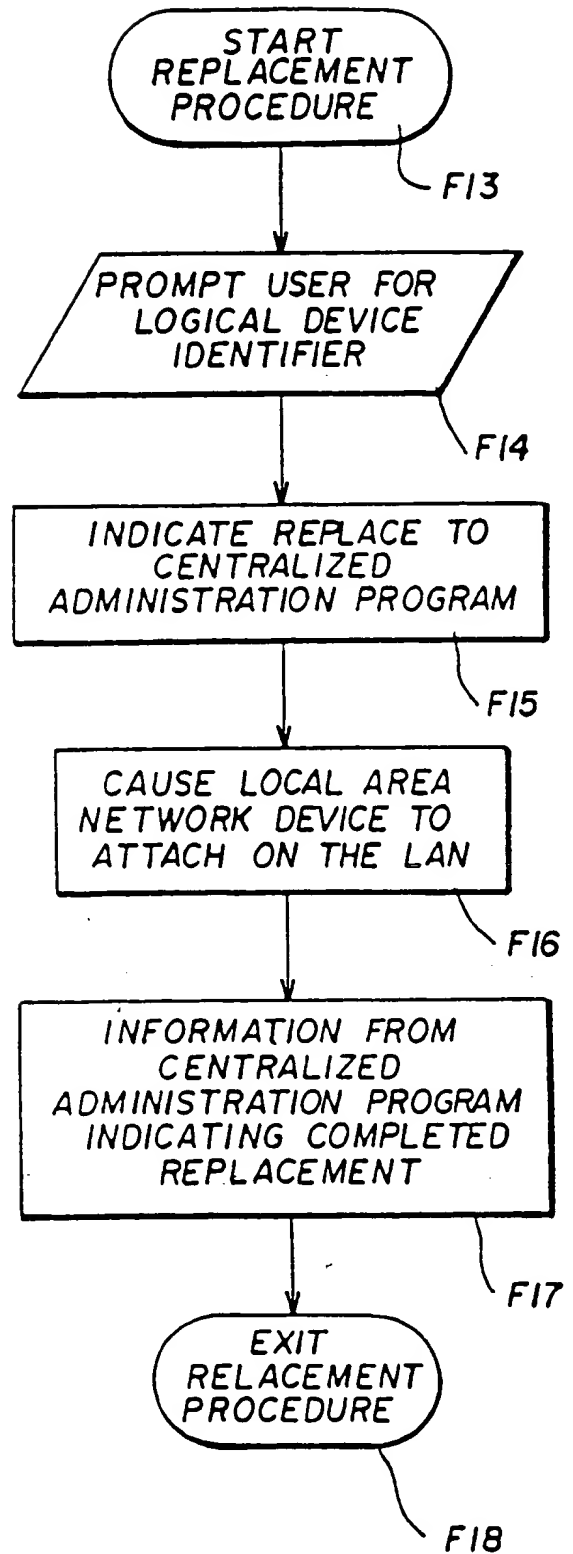 START
REPLACEMENT
PROCEDURE
F13
PROMPT USER FOR
LOGICAL DEVICE
IDENTIFIER
F14
INDICATE REPLACE TO
CENTRALIZED
ADMINISTRATION PROGRAM
F15
CAUSE LOCAL AREA
NETWORK DEVICE TO
ATTACH ON THE LAN
F16
INFORMATION FROM
CENTRALIZED
ADMINISTRATION PROGRAM
INDICATING COMPLETED
REPLACEMENT
F17
EXIT
RELACEMENT
PROCEDURE
F18